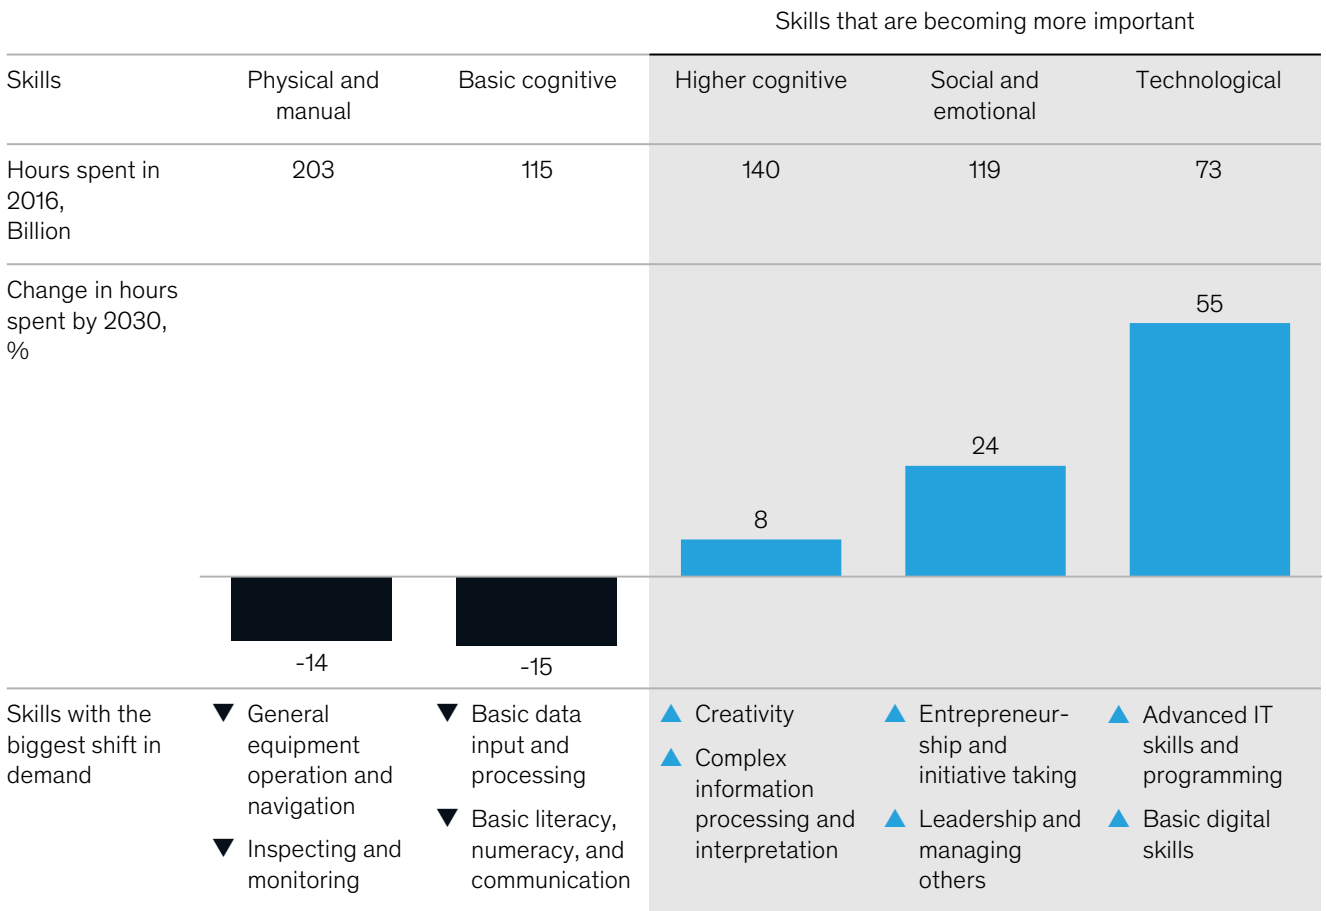 Skills that are becoming more important
Skills
Physical and
manual
Basic cognitive
Higher cognitive
Social and
emotional
Technological
Hours spent in
2016,
Billion
203
115
140
119
73
Change in hours
spent by 2030,
%
-14
-15
8
24
55
Skills with the
biggest shift in
demand
General
equipment
operation and
navigation
Inspecting and
monitoring
Basic data
input and
processing
Basic literacy,
numeracy, and
communication
Creativity
Complex
information
processing and
interpretation
Entrepreneur-
ship and
initiative taking
Leadership and
managing
others
Advanced IT
skills and
programming
Basic digital
skills